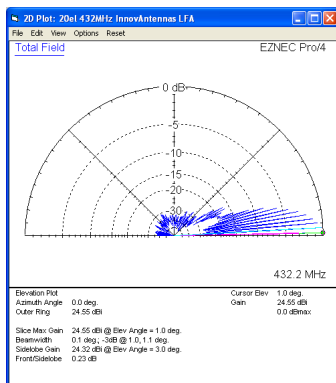 2D Plot: 20el 432MHz InnovAntennas LFA
File Edit View Options Reset
Total Field EZNEC Pro/4
0 dB
-5
-10
-15
-20
-30
432.2 MHz
Elevation Plot Cursor Elev 1.0 deg.
Azimuth Angle 0.0 deg. Gain 24.55 dBi
Outer Ring 24.55 dBi 0.0 dBmax
Slice Max Gain 24.55 dBi @ Elev Angle = 1.0 deg.
Beamwidth 0.1 deg.; -3dB @ 1.0, 1.1 deg.
Sidelobe Gain 24.32 dBi @ Elev Angle = 3.0 deg.
Front/Sidelobe 0.23 dB